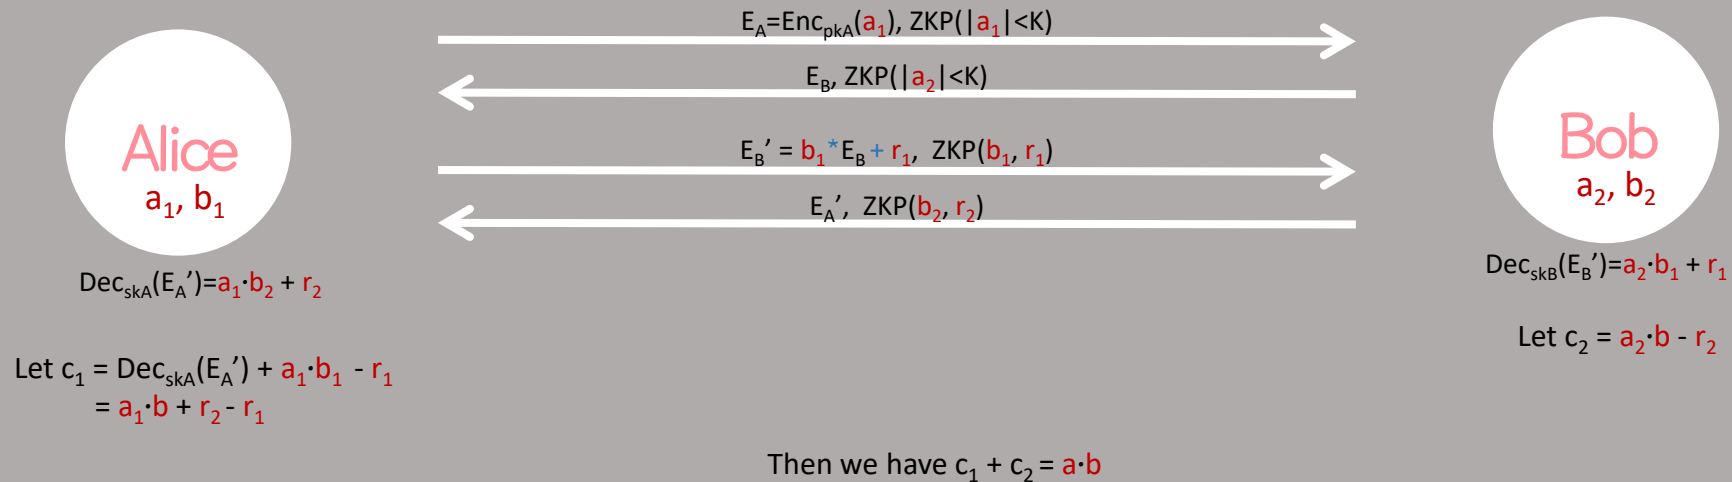 E_A=Enc_pkA(a_1), ZKP(|a_1|<K)
E_B, ZKP(|a_2|<K)
Alice
a_1, b_1
Bob
a_2, b_2
E_B’ = b_1*E_B + r_1, ZKP(b_1, r_1)
E_A’, ZKP(b_2, r_2)
Dec_skA(E_A’)=a_1·b_2 + r_2
Dec_skB(E_B’)=a_2·b_1 + r_1
Let c_1 = Dec_skA(E_A’) + a_1·b_1 - r_1
= a_1·b + r_2 - r_1
Let c_2 = a_2·b - r_2
Then we have c_1 + c_2 = a·b